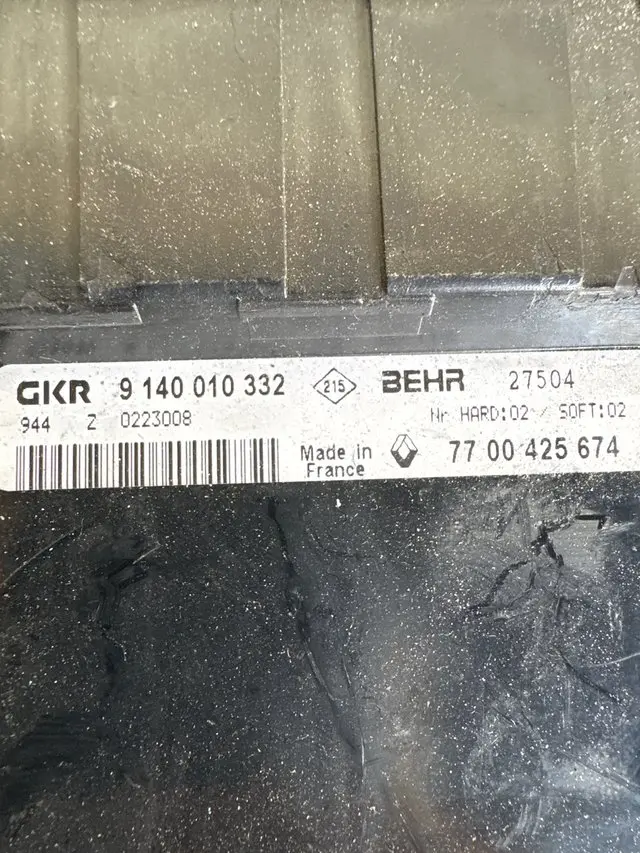 GKR 9 140 010 332 215 BEHR 27504
944 Z 0223008 Nr HARD:02 / SOFT:02
Made in France 77 00 425 674